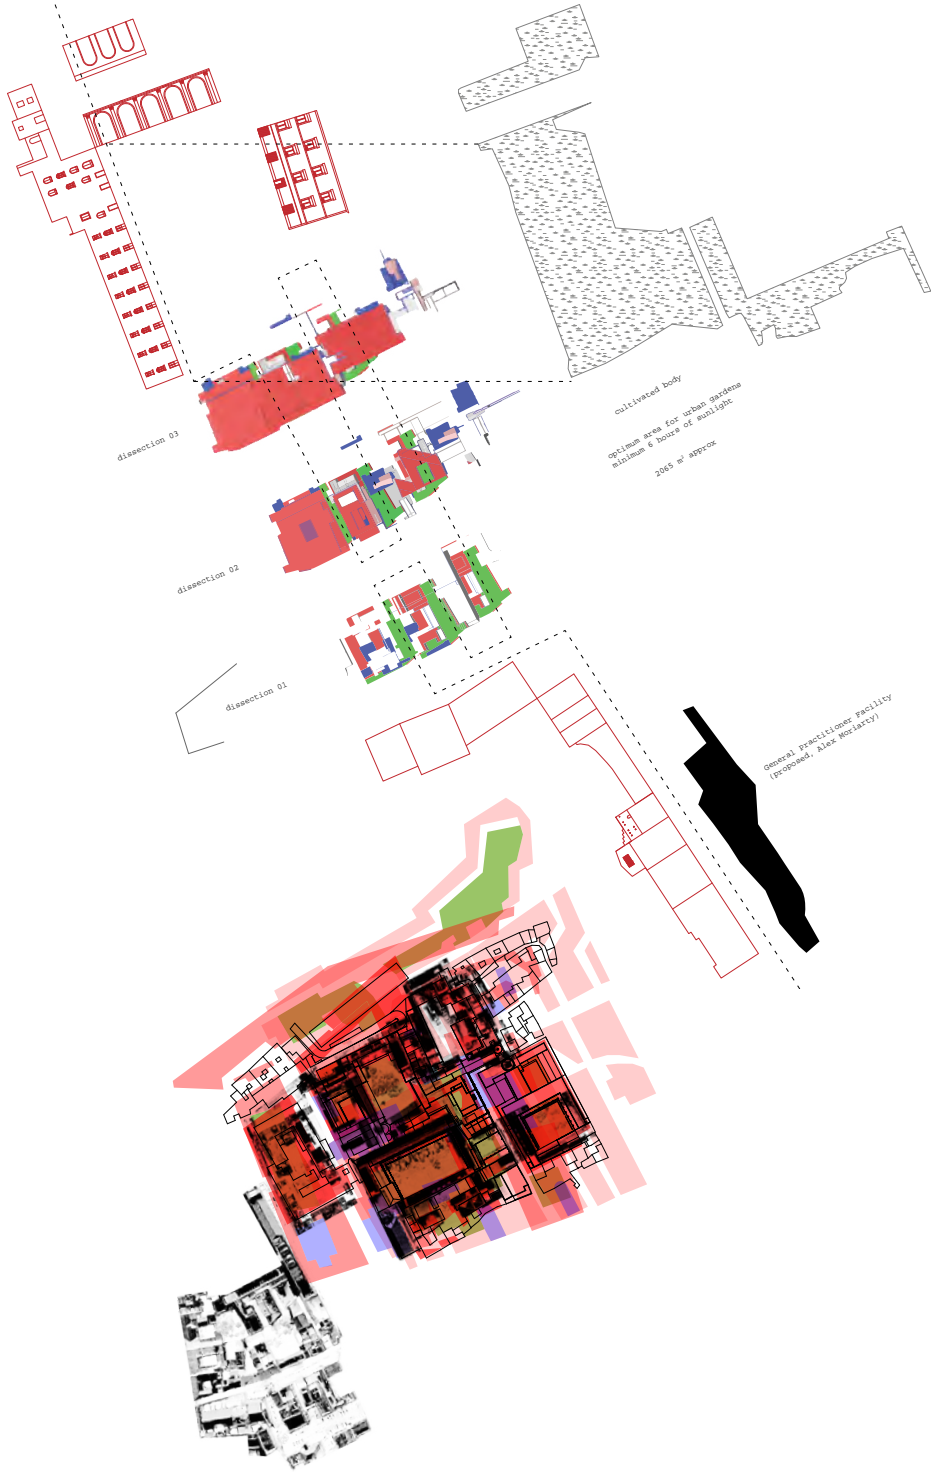 cultivated body
optimum area for urban gardens
minimum 6 hours of sunlight
2065 m² approx
dissection 03
dissection 02
dissection 01
General Practitioner Facility
(proposed, Alex Moriarty)